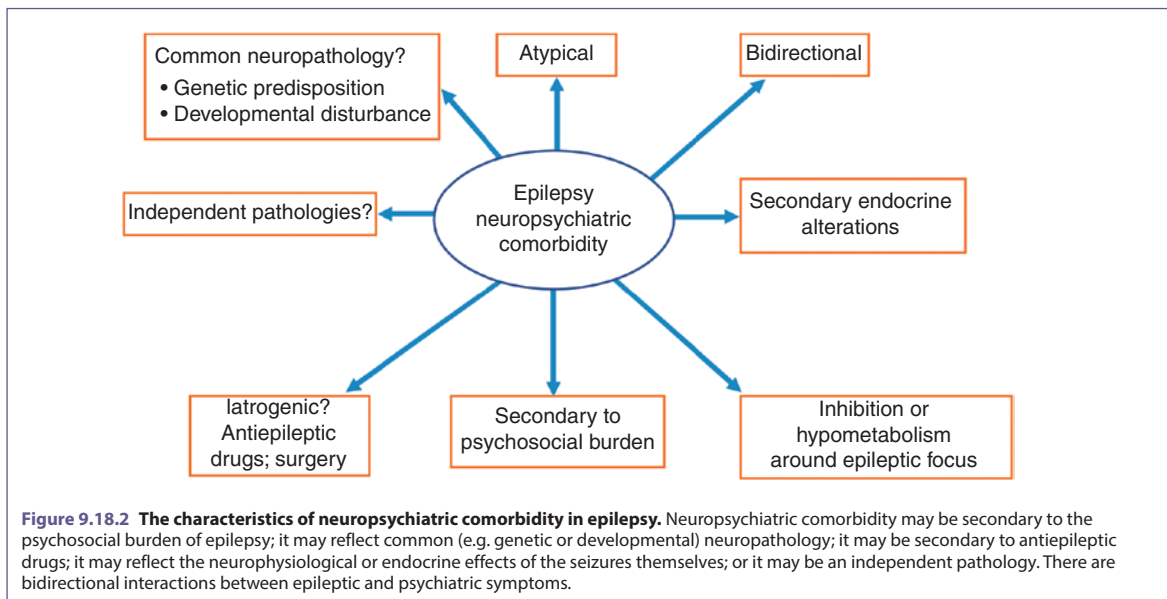 Common neuropathology?
• Genetic predisposition
• Developmental disturbance
Atypical
Bidirectional
Independent pathologies?
Epilepsy
neuropsychiatric
comorbidity
Secondary endocrine
alterations
Iatrogenic?
Antiepileptic
drugs; surgery
Secondary to
psychosocial burden
Inhibition or
hypometabolism
around epileptic focus
Figure 9.18.2 The characteristics of neuropsychiatric comorbidity in epilepsy. Neuropsychiatric comorbidity may be secondary to the
psychosocial burden of epilepsy; it may reflect common (e.g. genetic or developmental) neuropathology; it may be secondary to antiepileptic
drugs; it may reflect the neurophysiological or endocrine effects of the seizures themselves; or it may be an independent pathology. There are
bidirectional interactions between epileptic and psychiatric symptoms.